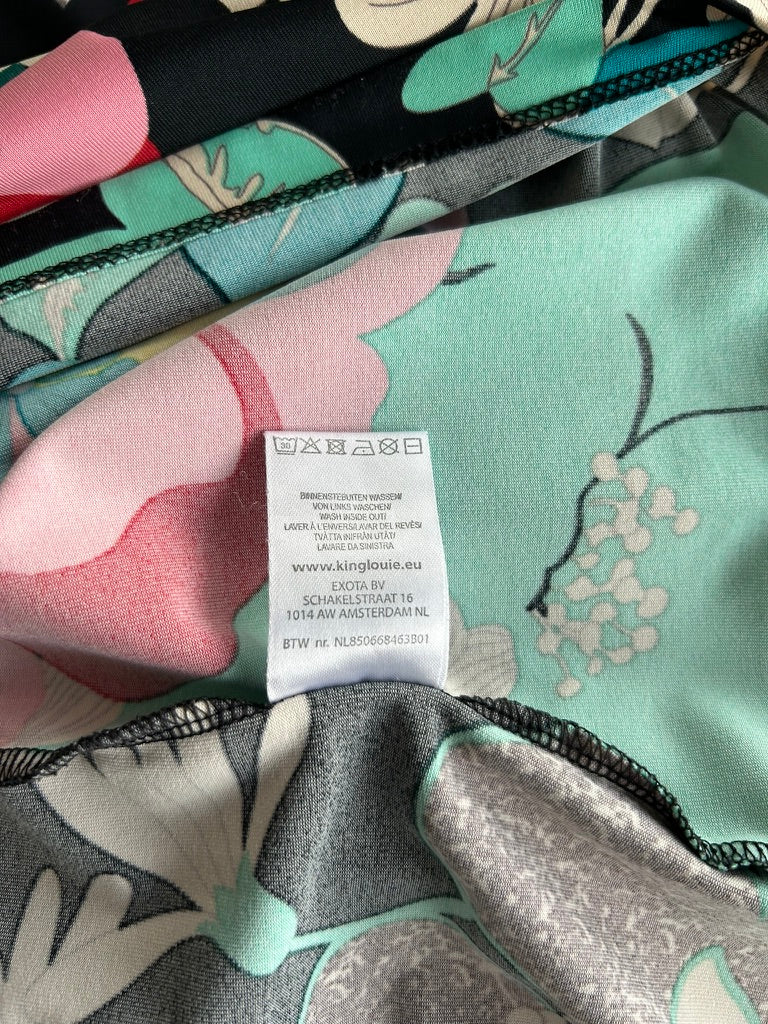 30
BINNENSTEBUITEN WASSEN/
VON LINKS WASCHEN/
WASH INSIDE OUT/
LAVER À L'ENVERS/LAVAR DEL REVÉS/
TVÄTTA INIFRÅN UTÅT/
LAVARE DA SINISTRA
www.kinglouie.eu
EXOTA BV
SCHAKELSTRAAT 16
1014 AW AMSTERDAM NL
BTW nr. NL850668463B01